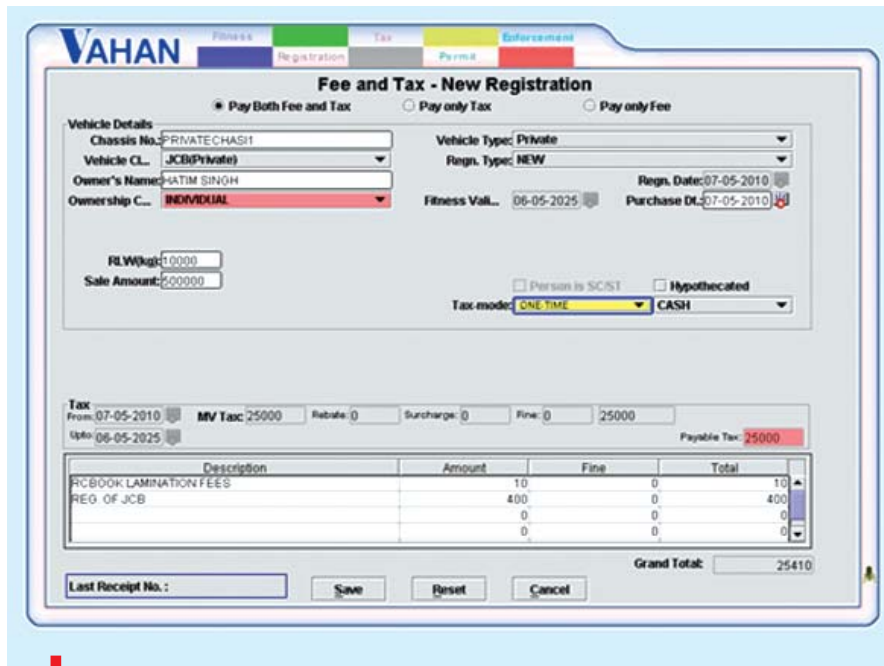 VAHAN
Fitness Tax Enforcement
Registration Permit
Fee and Tax - New Registration
Pay Both Fee and Tax Pay only Tax Pay only Fee
Vehicle Details
Chassis No.: PRIVATECHASI1 Vehicle Type: Private
Vehicle Cl... JCB(Private) Regn. Type: NEW
Owner's Name: HATIM SINGH Regn. Date: 07-05-2010
Ownership C... INDIVIDUAL Fitness Vali... 06-05-2025 Purchase Dt.: 07-05-2010
RLW(kg): 10000
Sale Amount: 500000 Person is SC/ST Hypothecated
Tax-mode: ONE-TIME CASH
Tax
From: 07-05-2010 MV Tax: 25000 Rebate: 0 Surcharge: 0 Fine: 0 25000
Upto: 06-05-2025 Payable Tax: 25000
Description Amount Fine Total
RCBOOK LAMINATION FEES 10 0 10
REG. OF JCB 400 0 400
0 0 0
0 0 0
Grand Total: 25410
Last Receipt No. : Save Reset Cancel